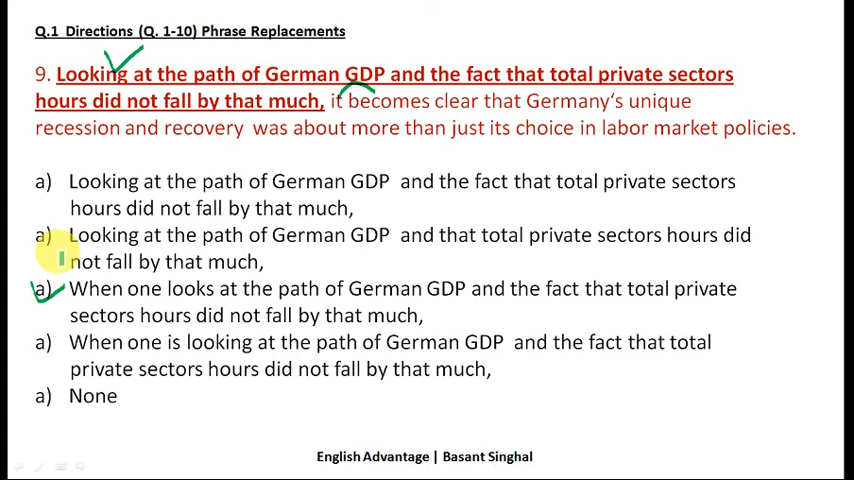 Q.1 Directions (Q. 1-10) Phrase Replacements
9. Looking at the path of German GDP and the fact that total private sectors
hours did not fall by that much, it becomes clear that Germany's unique
recession and recovery was about more than just its choice in labor market policies.
a) Looking at the path of German GDP and the fact that total private sectors
hours did not fall by that much,
a) Looking at the path of German GDP and that total private sectors hours did
not fall by that much,
a) When one looks at the path of German GDP and the fact that total private
sectors hours did not fall by that much,
a) When one is looking at the path of German GDP and the fact that total
private sectors hours did not fall by that much,
a) None
English Advantage | Basant Singhal